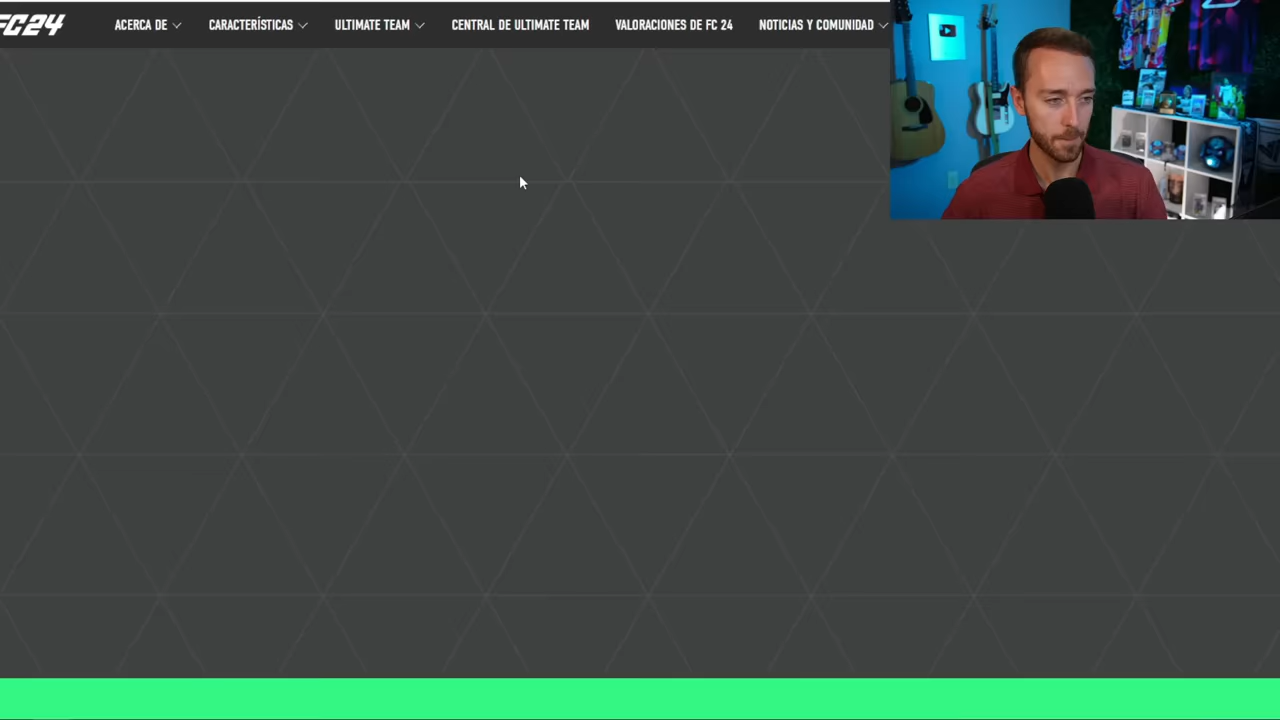 FC24
ACERCA DE
CARACTERÍSTICAS
ULTIMATE TEAM
CENTRAL DE ULTIMATE TEAM
VALORACIONES DE FC 24
NOTICIAS Y COMUNIDAD